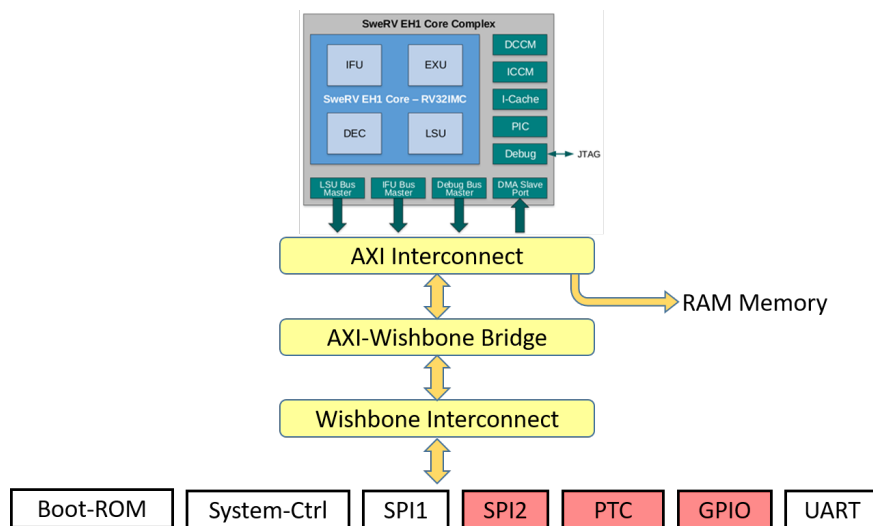 SweRV EH1 Core Complex
IFU
EXU
SweRV EH1 Core – RV32IMC
DEC
LSU
DCCM
ICCM
I-Cache
PIC
Debug
JTAG
LSU Bus
Master
IFU Bus
Master
Debug Bus
Master
DMA Slave
Port
AXI Interconnect
RAM Memory
AXI-Wishbone Bridge
Wishbone Interconnect
Boot-ROM
System-Ctrl
SPI1
SPI2
PTC
GPIO
UART